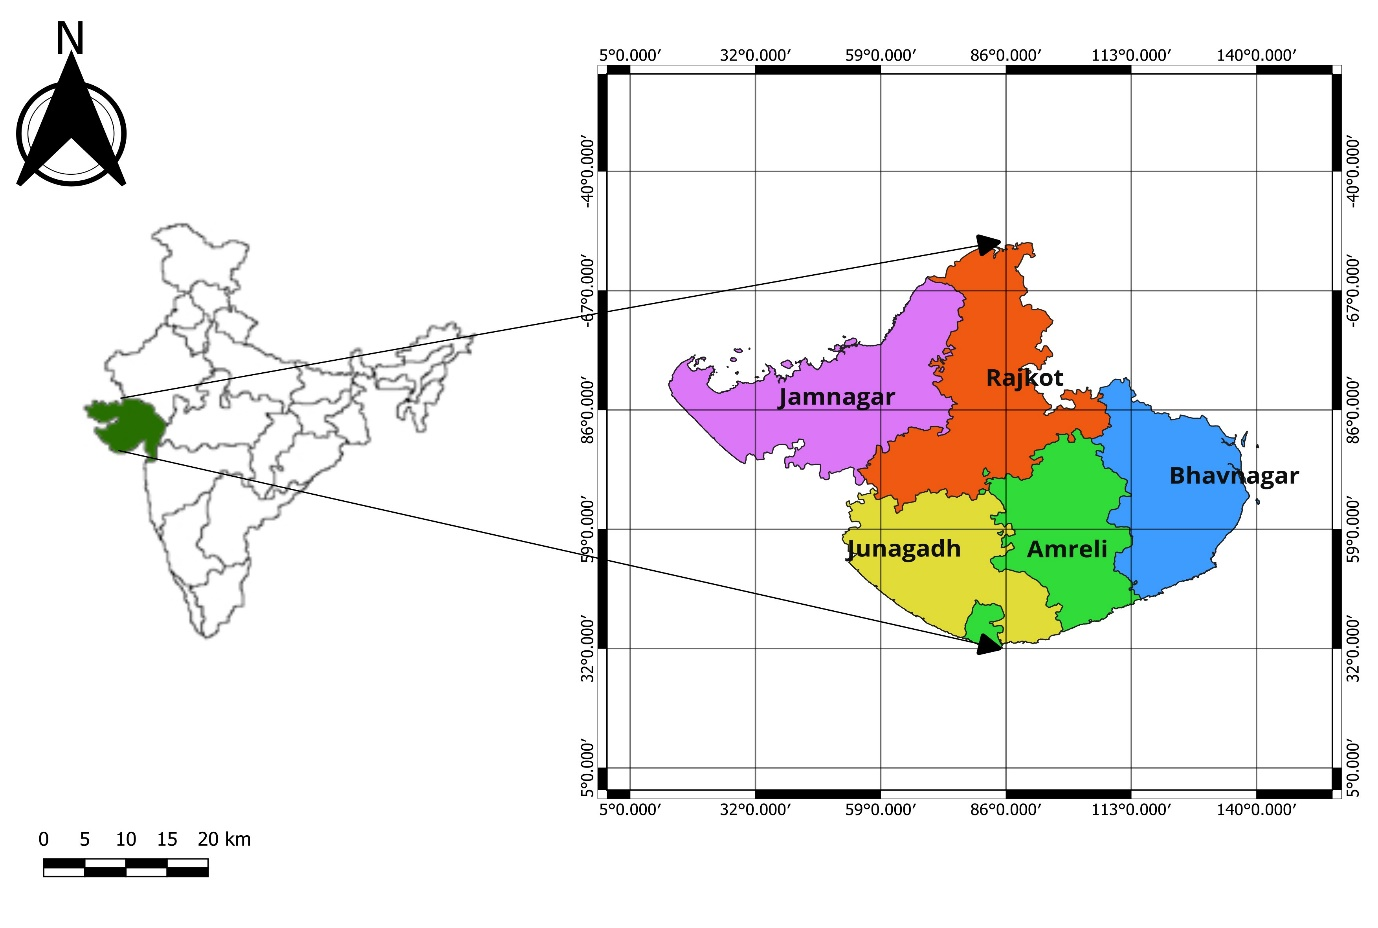 N
5°0.000′ 32°0.000′ 59°0.000′ 86°0.000′ 113°0.000′ 140°0.000′
-40°0.000′ -40°0.000′
-67°0.000′ -67°0.000′
Rajkot
Jamnagar
86°0.000′ 86°0.000′
Bhavnagar
Junagadh Amreli
59°0.000′ 59°0.000′
32°0.000′ 32°0.000′
5°0.000′ 5°0.000′
5°0.000′ 32°0.000′ 59°0.000′ 86°0.000′ 113°0.000′ 140°0.000′
0 5 10 15 20 km